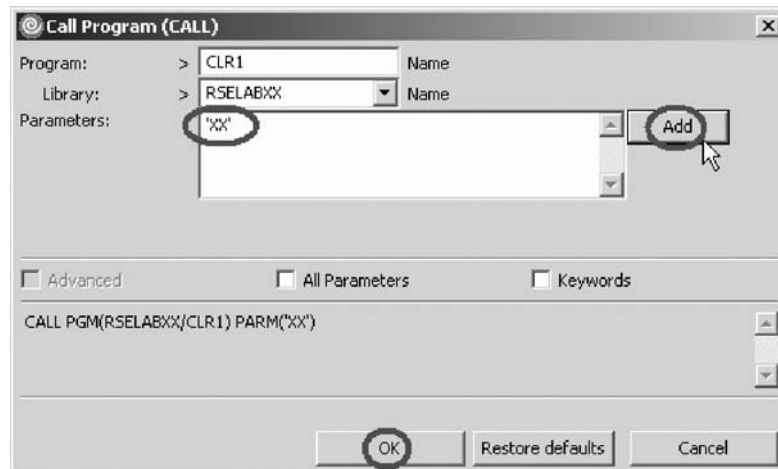 Call Program (CALL)
Program: > CLR1 Name
Library: > RSELABXX Name
Parameters: 'XX' Add
Advanced All Parameters Keywords
CALL PGM(RSELABXX/CLR1) PARM('XX')
OK Restore defaults Cancel